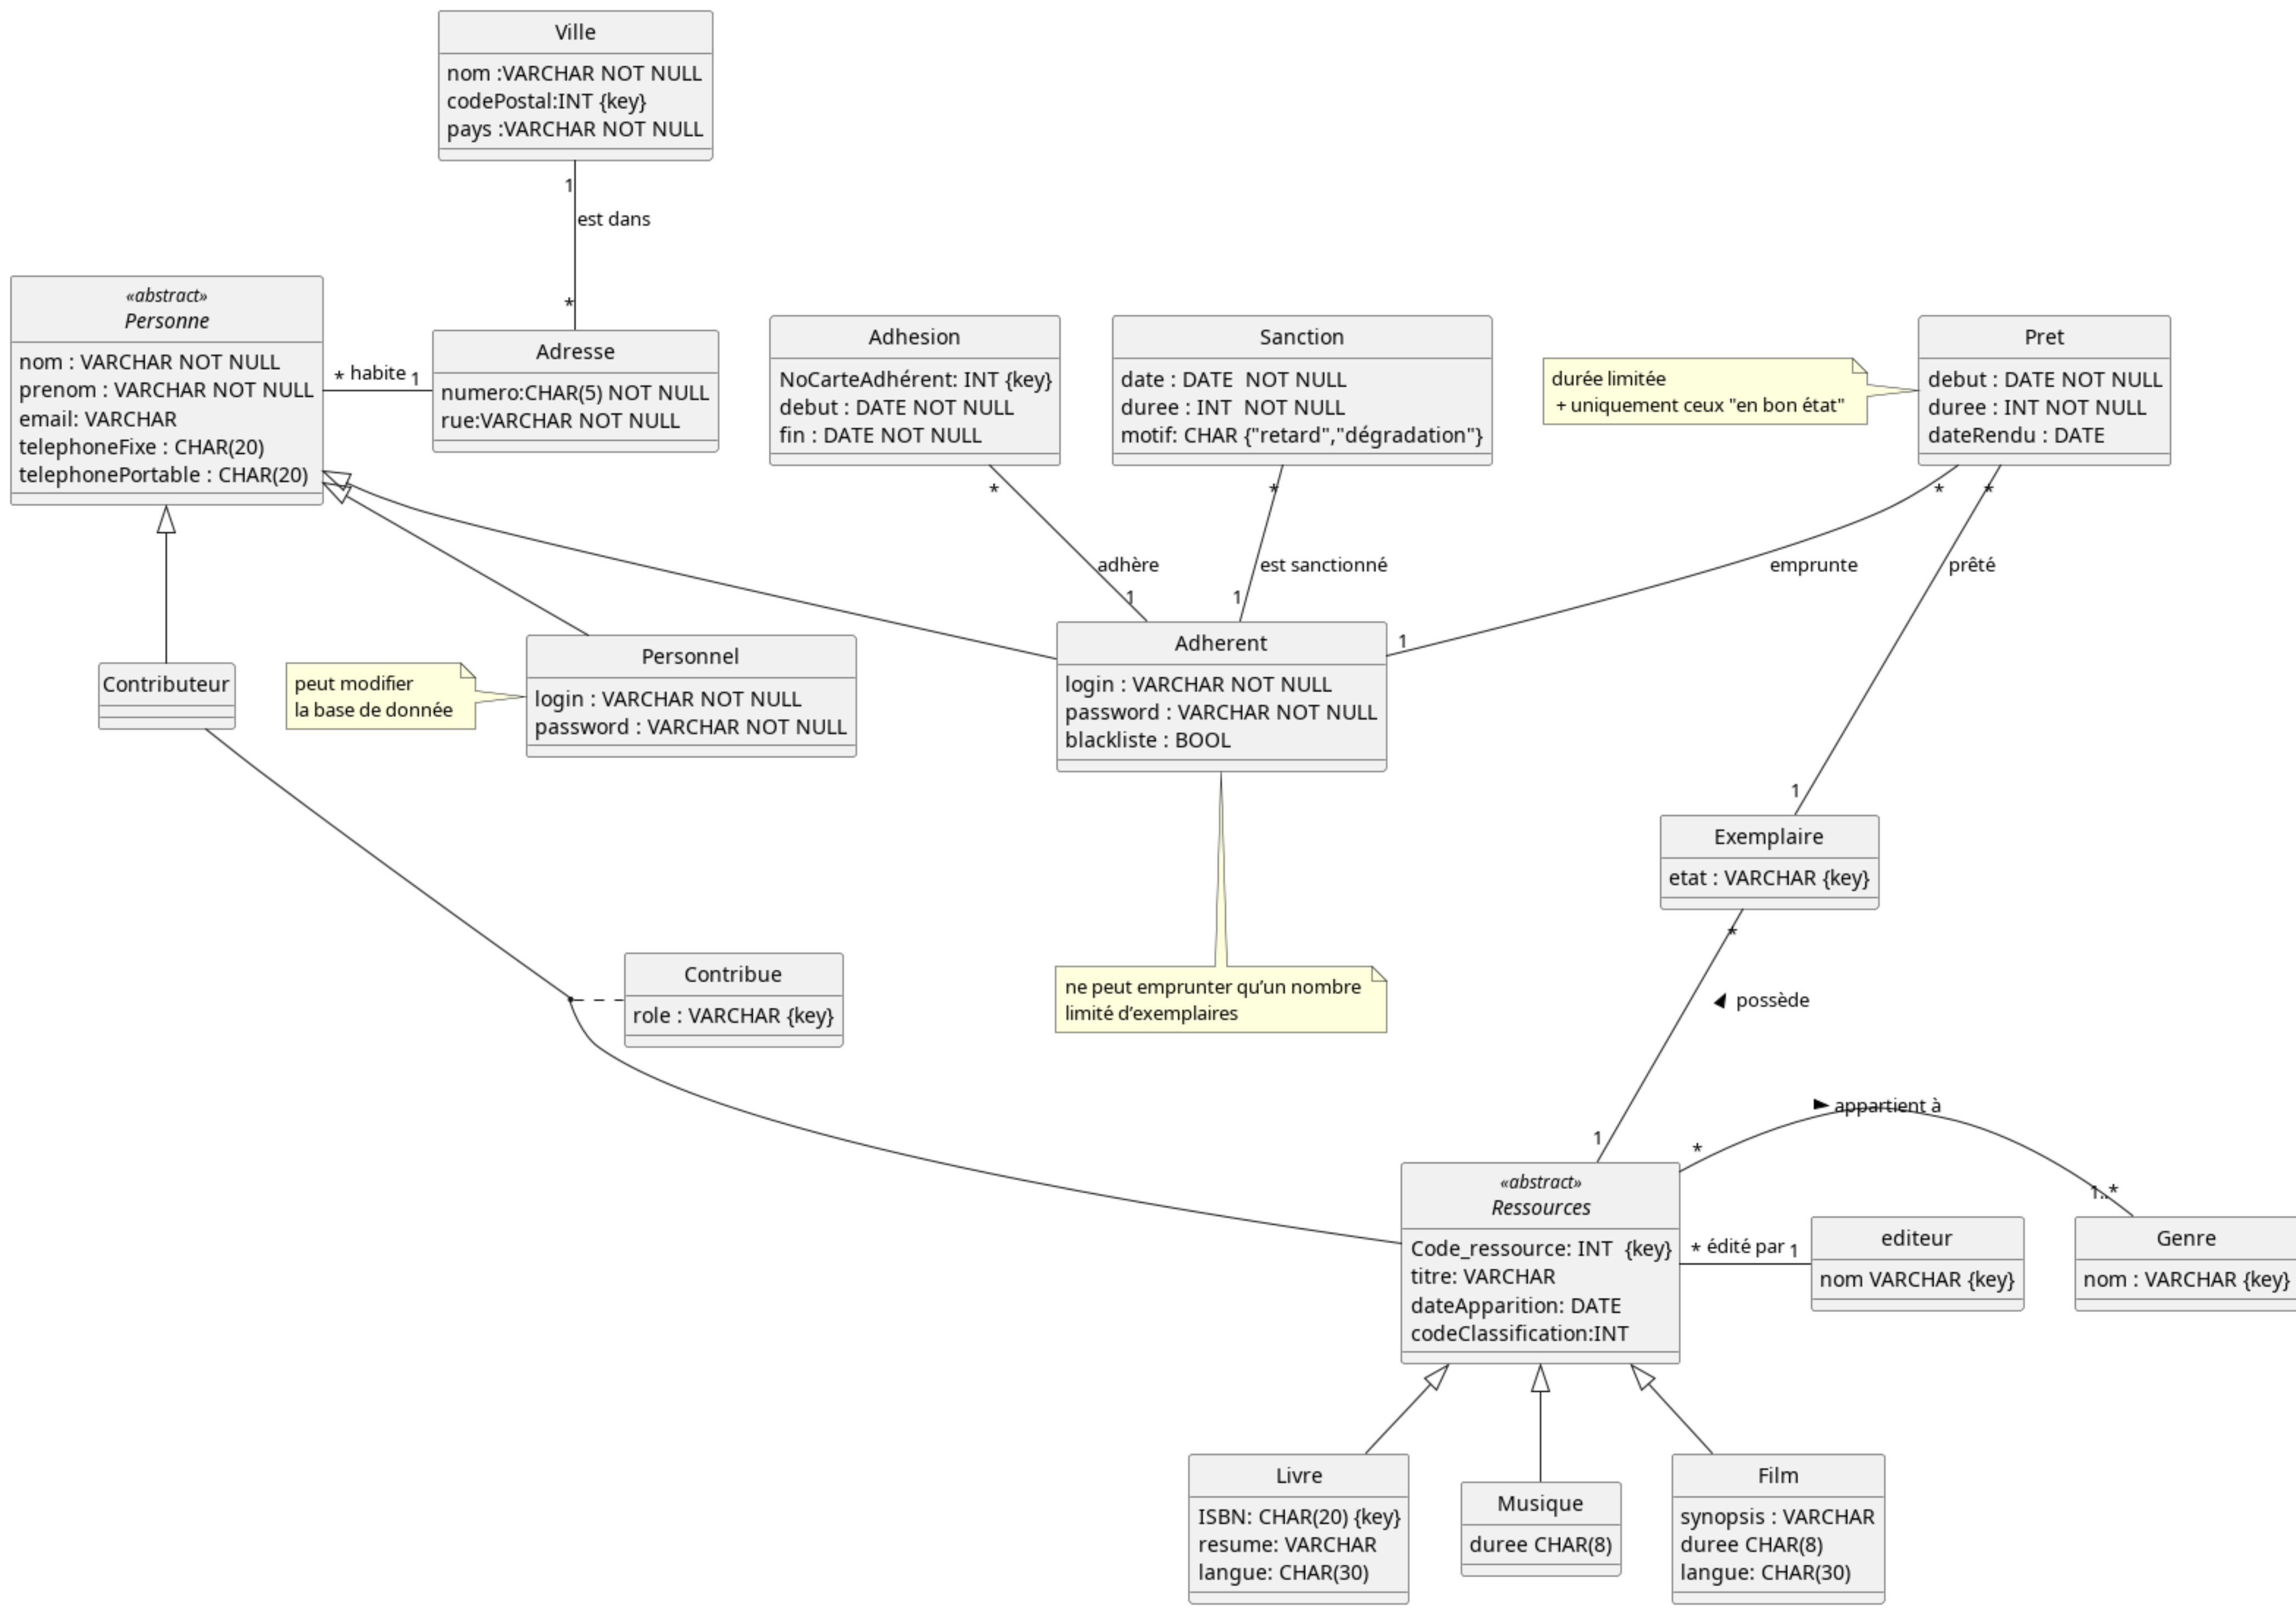 Ville
nom :VARCHAR NOT NULL
codePostal:INT {key}
pays :VARCHAR NOT NULL
1
est dans
*
«abstract»
Personne
nom : VARCHAR NOT NULL
prenom : VARCHAR NOT NULL
email: VARCHAR
telephoneFixe : CHAR(20)
telephonePortable : CHAR(20)
* habite 1
Adresse
numero:CHAR(5) NOT NULL
rue:VARCHAR NOT NULL
Adhesion
NoCarteAdhérent: INT {key}
debut : DATE NOT NULL
fin : DATE NOT NULL
Sanction
date : DATE  NOT NULL
duree : INT  NOT NULL
motif: CHAR {"retard","dégradation"}
durée limitée
+ uniquement ceux "en bon état"
Pret
debut : DATE NOT NULL
duree : INT NOT NULL
dateRendu : DATE
*
*
*
*
adhère
est sanctionné
emprunte
prêté
1
1
1
Contributeur
peut modifier
la base de donnée
Personnel
login : VARCHAR NOT NULL
password : VARCHAR NOT NULL
Adherent
login : VARCHAR NOT NULL
password : VARCHAR NOT NULL
blackliste : BOOL
1
Exemplaire
etat : VARCHAR {key}
*
Contribue
role : VARCHAR {key}
ne peut emprunter qu’un nombre
limité d’exemplaires
possède
1
appartient à
*
1..*
«abstract»
Ressources
Code_ressource: INT  {key}
titre: VARCHAR
dateApparition: DATE
codeClassification:INT
* édité par 1
editeur
nom VARCHAR {key}
Genre
nom : VARCHAR {key}
Livre
ISBN: CHAR(20) {key}
resume: VARCHAR
langue: CHAR(30)
Musique
duree CHAR(8)
Film
synopsis : VARCHAR
duree CHAR(8)
langue: CHAR(30)